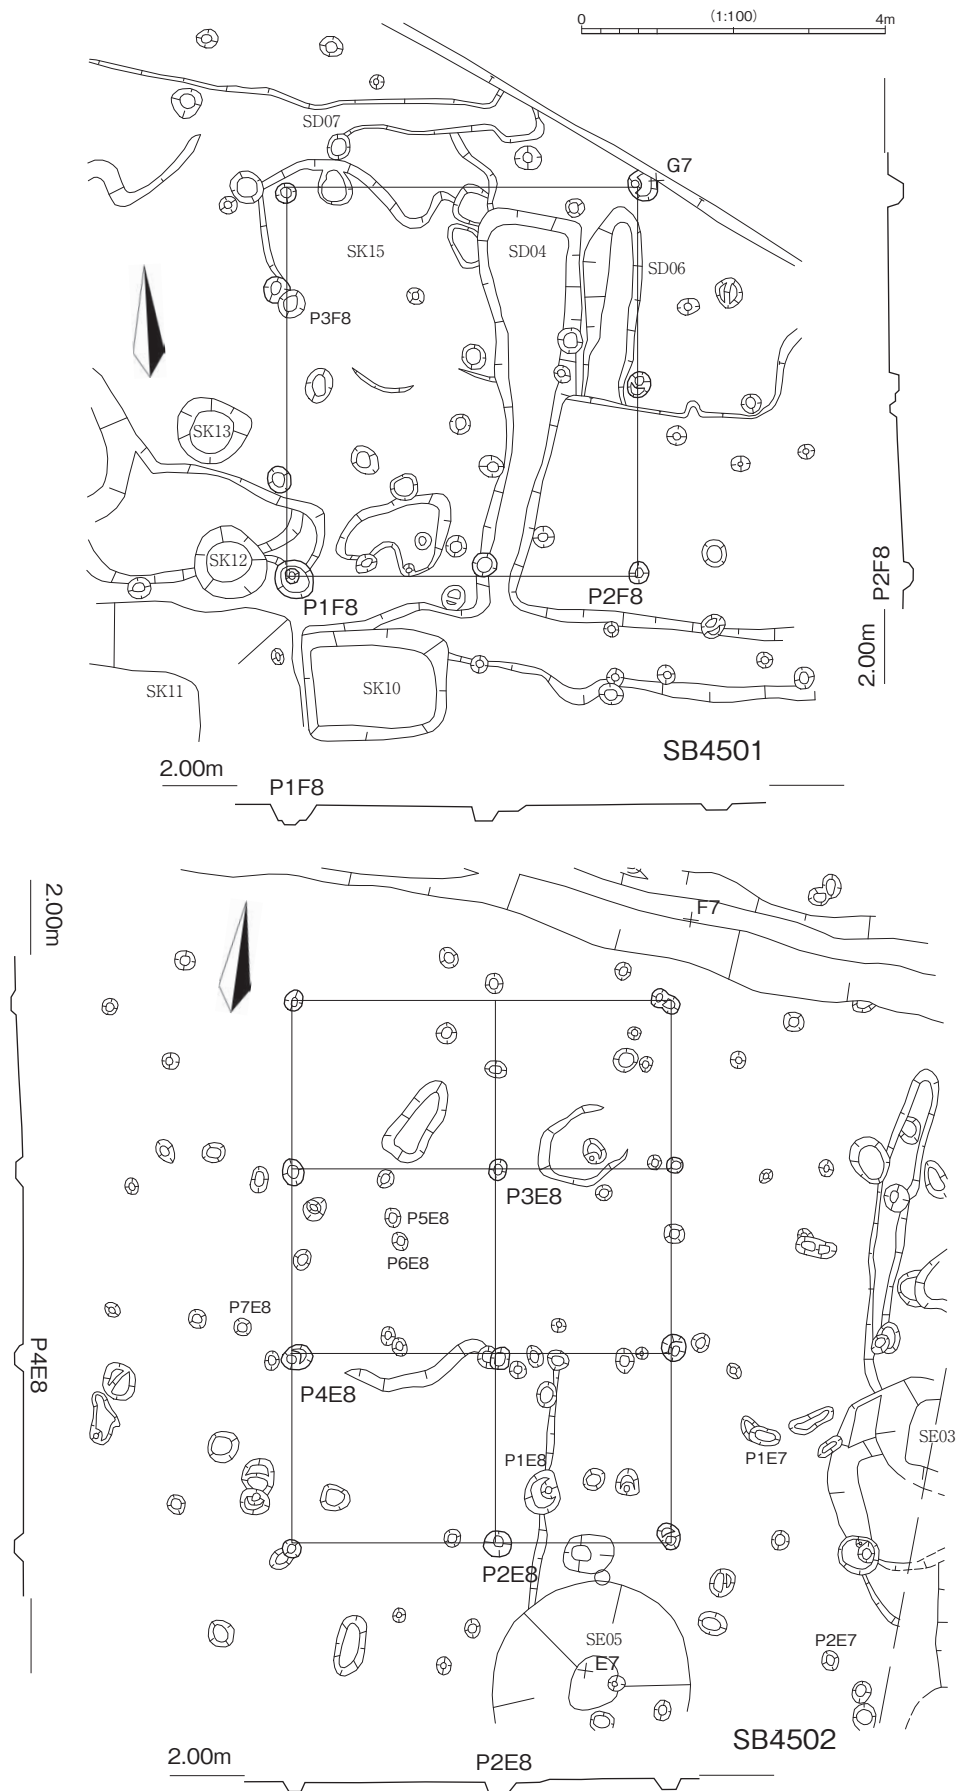 0 (1:100) 4m
SD07
G7
SK15
SD04
SD06
P3F8
SK13
SK12
P1F8
P2F8
P2F8
2.00m
SK11
SK10
SB4501
2.00m
P1F8
2.00m
F7
P3E8
P5E8
P6E8
P7E8
P4E8
P4E8
P1E8
P1E7
SE03
P2E8
SE05
E7
P2E7
SB4502
2.00m
P2E8